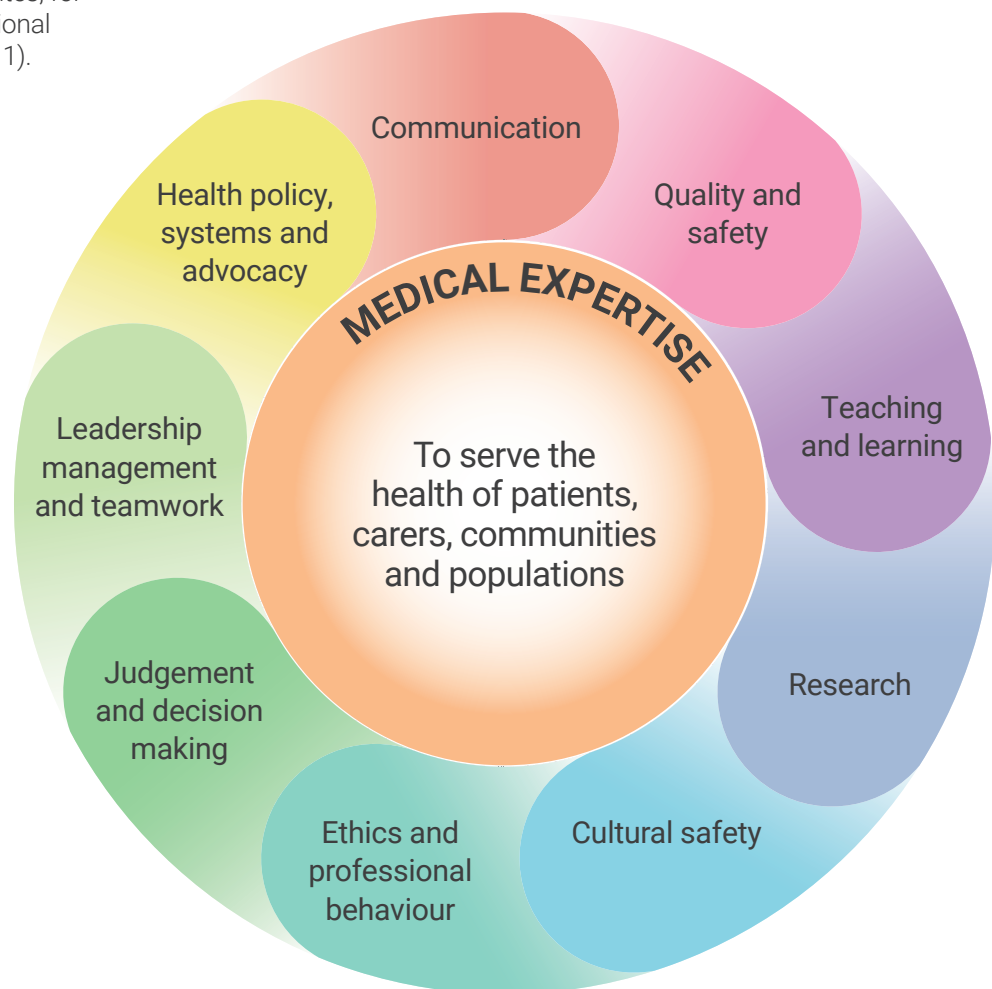 ional
1).
Communication
Quality and
safety
Teaching
and learning
Research
Cultural safety
Ethics and
professional
behaviour
Judgement
and decision
making
Leadership
management
and teamwork
Health policy,
systems and
advocacy
MEDICAL EXPERTISE
To serve the
health of patients,
carers, communities
and populations